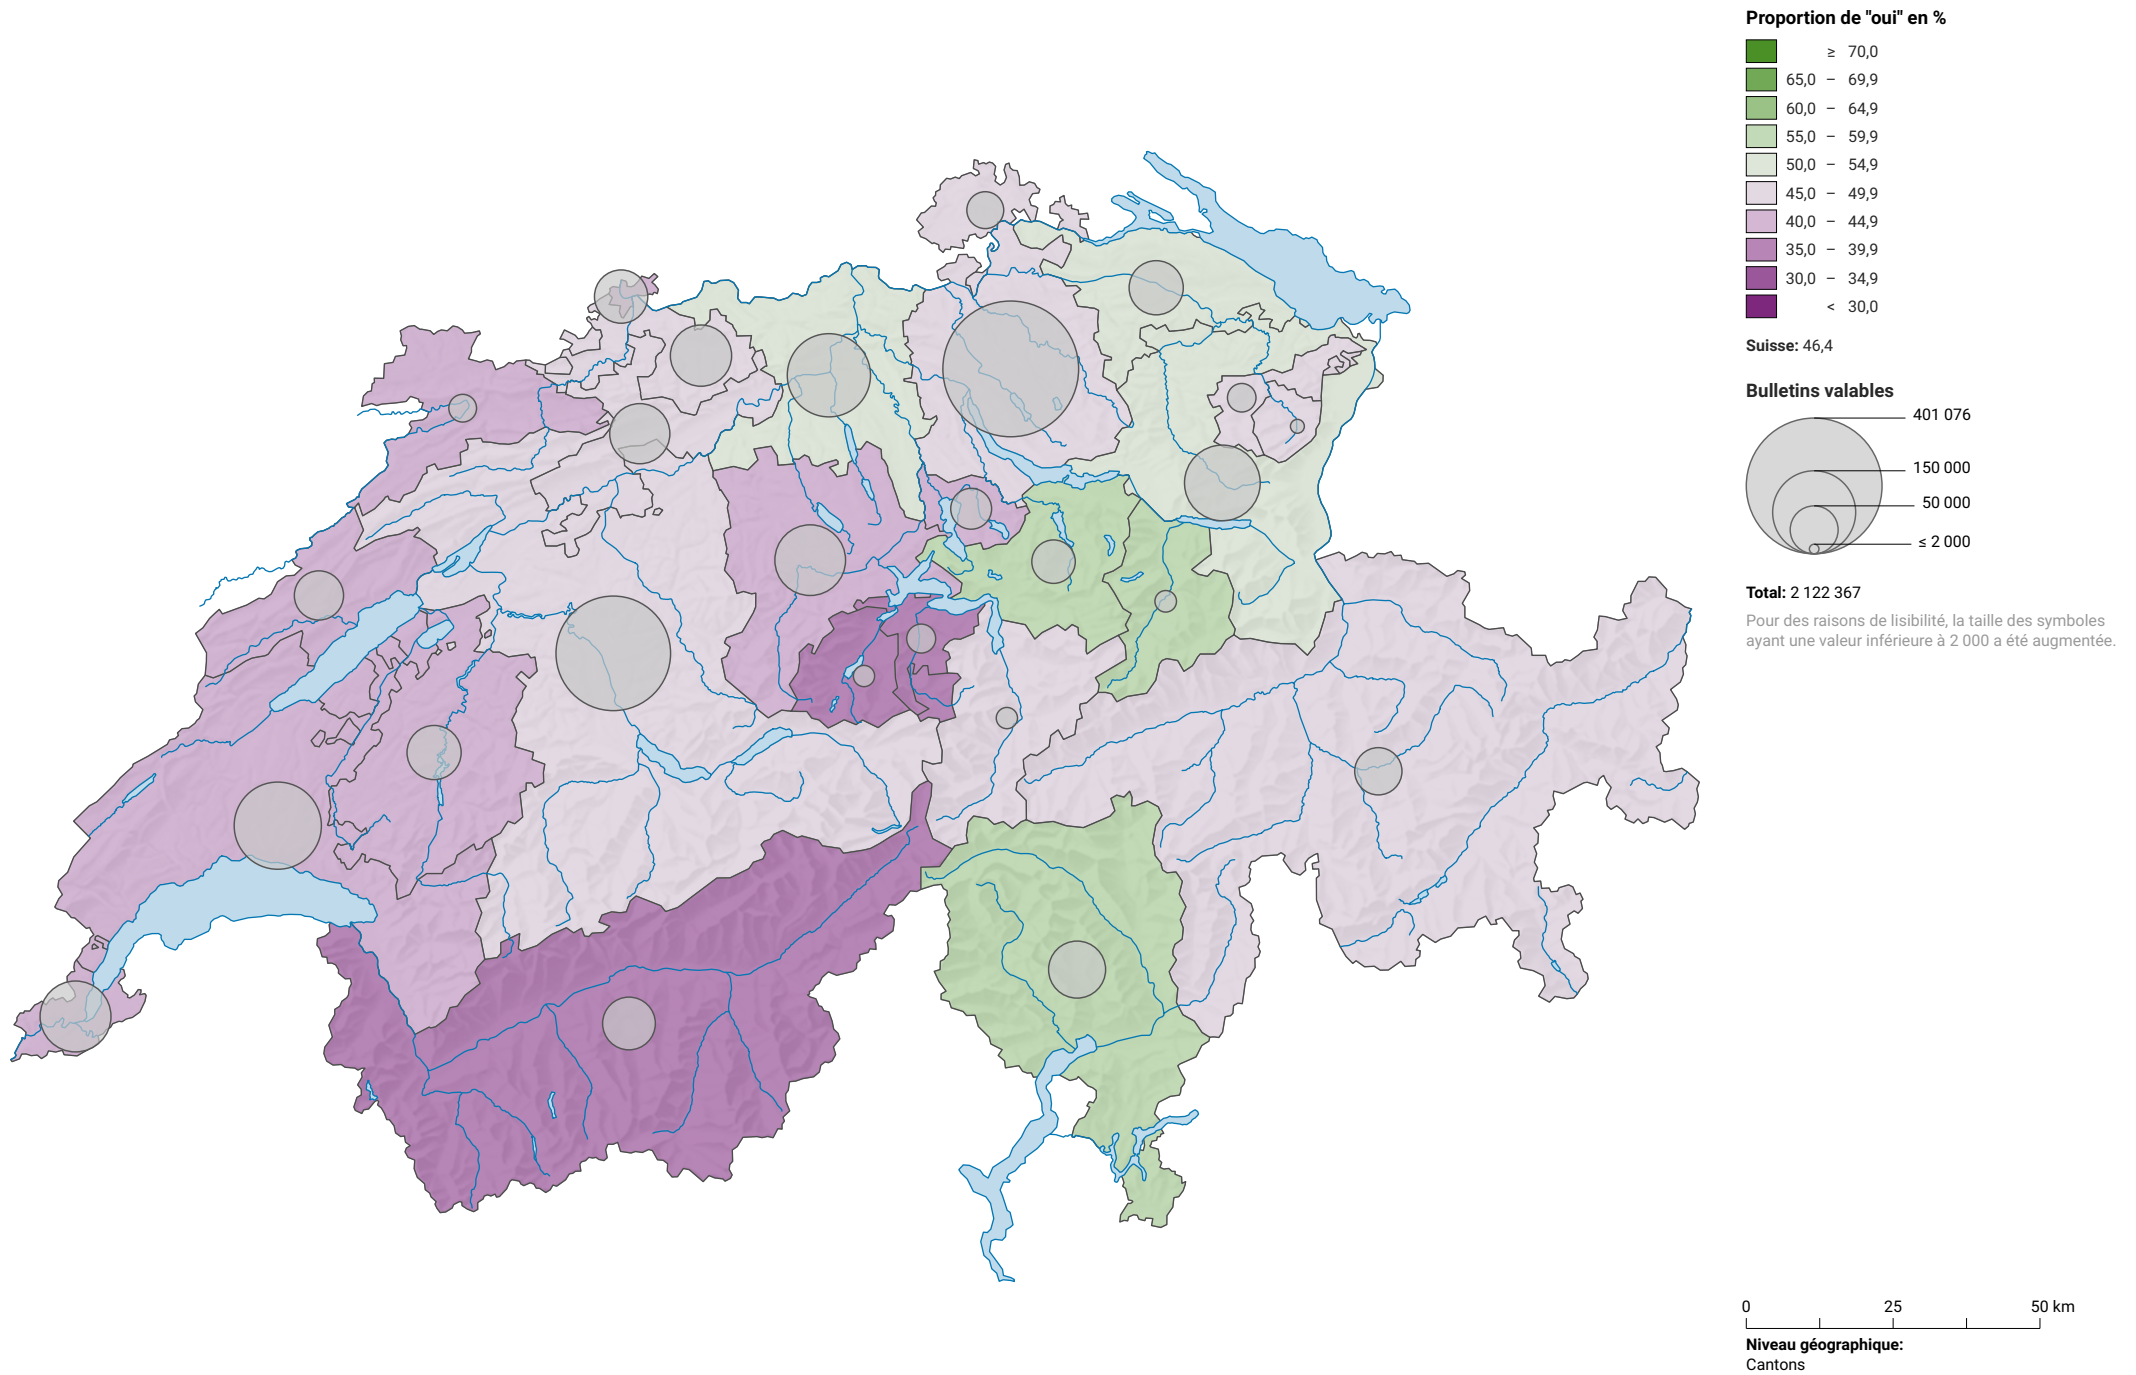 Proportion de "oui" en %
≥ 70,0
65,0 – 69,9
60,0 – 64,9
55,0 – 59,9
50,0 – 54,9
45,0 – 49,9
40,0 – 44,9
35,0 – 39,9
30,0 – 34,9
< 30,0
Suisse: 46,4
Bulletins valables
401 076
150 000
50 000
≤ 2 000
Total: 2 122 367
Pour des raisons de lisibilité, la taille des symboles
ayant une valeur inférieure à 2 000 a été augmentée.
0 25 50 km
Niveau géographique:
Cantons